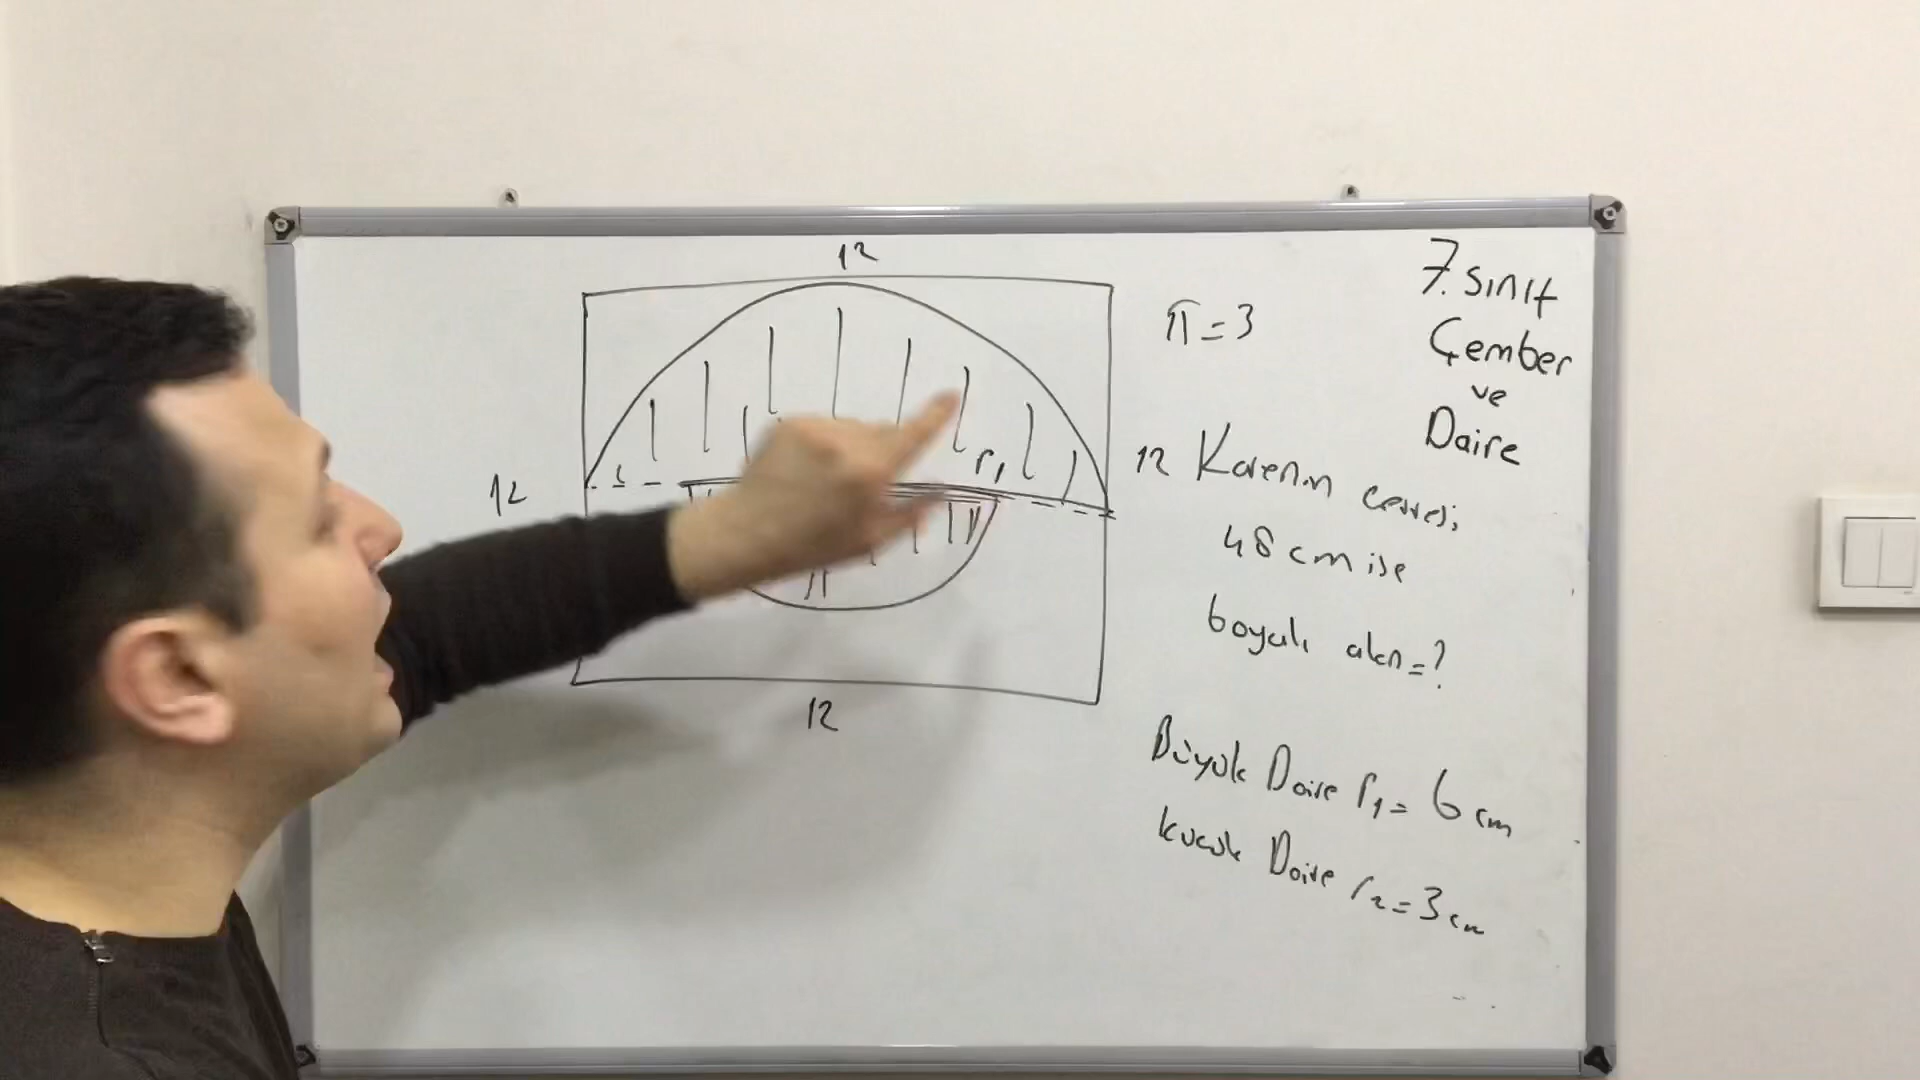 12
7. sınıf
Çember
ve
Daire
π = 3
r₁
12
12
Karenin çevresi
48 cm ise
boyalı alan = ?
12
Büyük Daire r₁ = 6 cm
küçük Daire r₂ = 3 cm